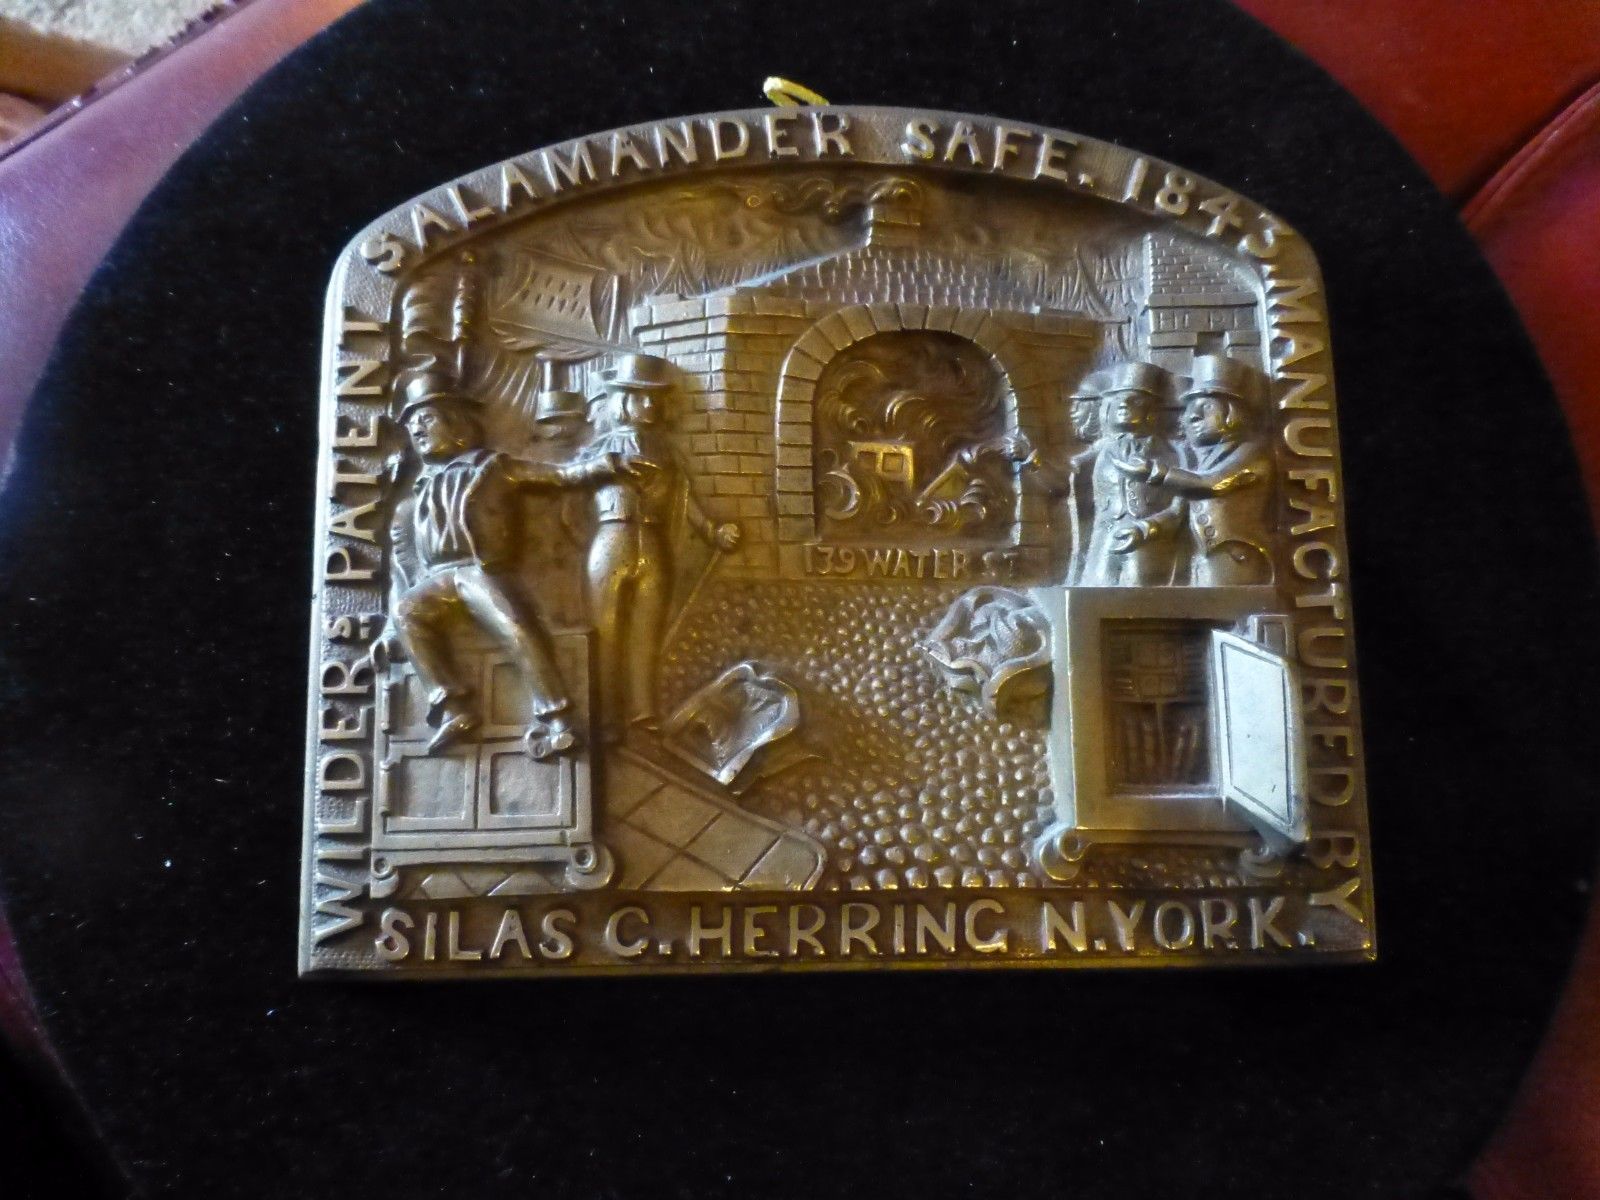 WILDER'S PATENT SALAMANDER SAFE. 1843. MANUFACTURED BY
SILAS C. HERRING N. YORK.
139 WATER ST